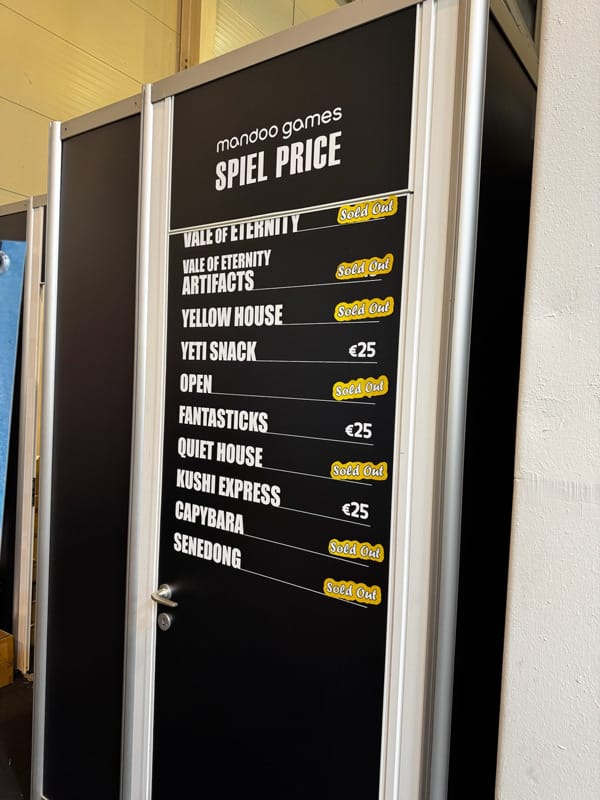 mandoo games
SPIEL PRICE
VALE OF ETERNITY Sold Out
VALE OF ETERNITY
ARTIFACTS Sold Out
YELLOW HOUSE Sold Out
YETI SNACK €25
OPEN Sold Out
FANTASTICKS €25
QUIET HOUSE Sold Out
KUSHI EXPRESS €25
CAPYBARA Sold Out
SENEDONG Sold Out